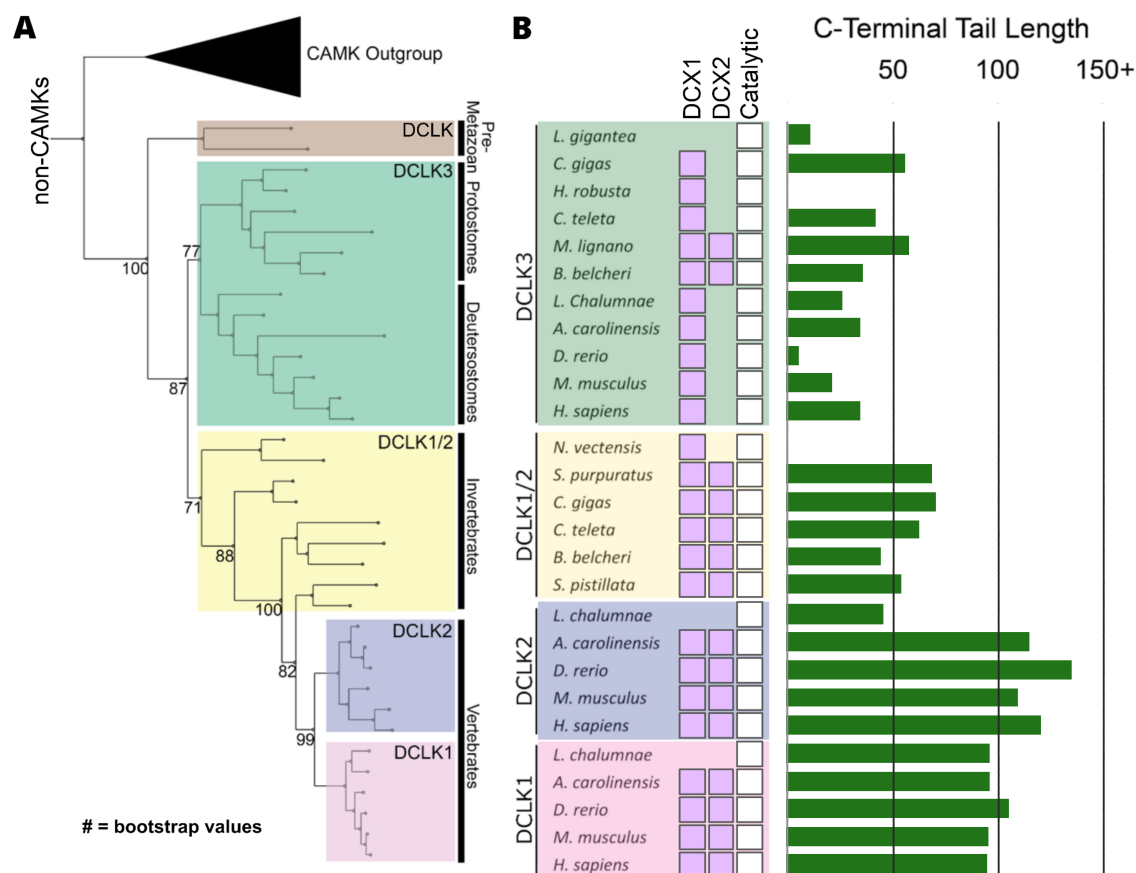 A
CAMK Outgroup
non-CAMKs
DCLK
Pre-
Metazoan
DCLK3
Protostomes
77
100
Deutersostomes
87
DCLK1/2
Invertebrates
71
88
100
DCLK2
82
Vertebrates
99
DCLK1
# = bootstrap values
B
C-Terminal Tail Length
DCX1
DCX2
Catalytic
50
100
150+
DCLK3
L. gigantea
C. gigas
H. robusta
C. teleta
M. lignano
B. belcheri
L. Chalumnae
A. carolinensis
D. rerio
M. musculus
H. sapiens
DCLK1/2
N. vectensis
S. purpuratus
C. gigas
C. teleta
B. belcheri
S. pistillata
DCLK2
L. chalumnae
A. carolinensis
D. rerio
M. musculus
H. sapiens
DCLK1
L. chalumnae
A. carolinensis
D. rerio
M. musculus
H. sapiens